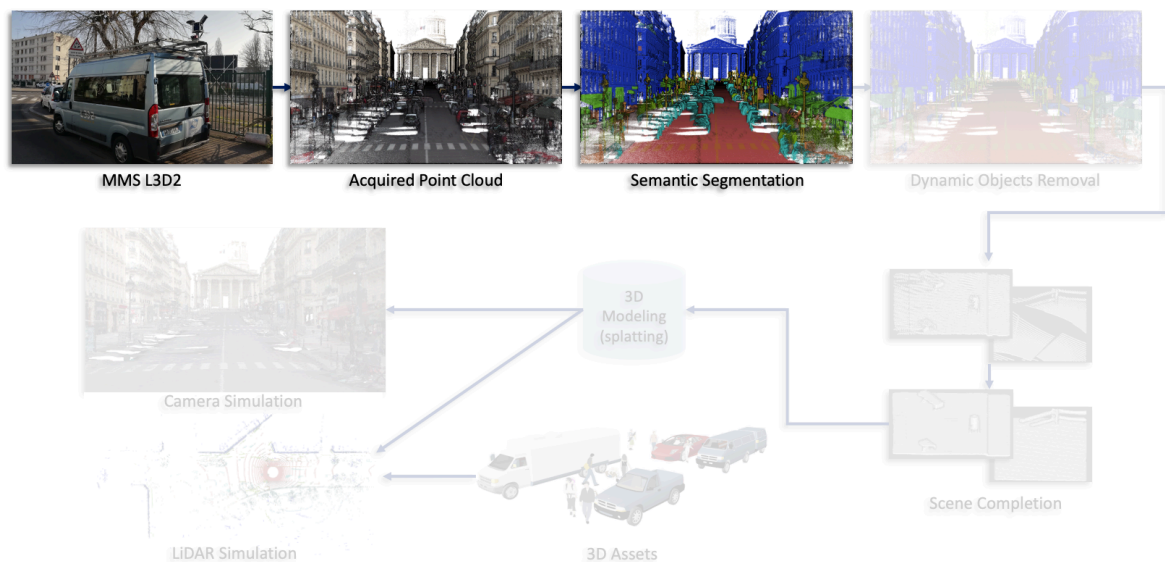 MMS L3D2
Acquired Point Cloud
Semantic Segmentation
Dynamic Objects Removal
3D
Modeling
(splatting)
Camera Simulation
Scene Completion
LiDAR Simulation
3D Assets